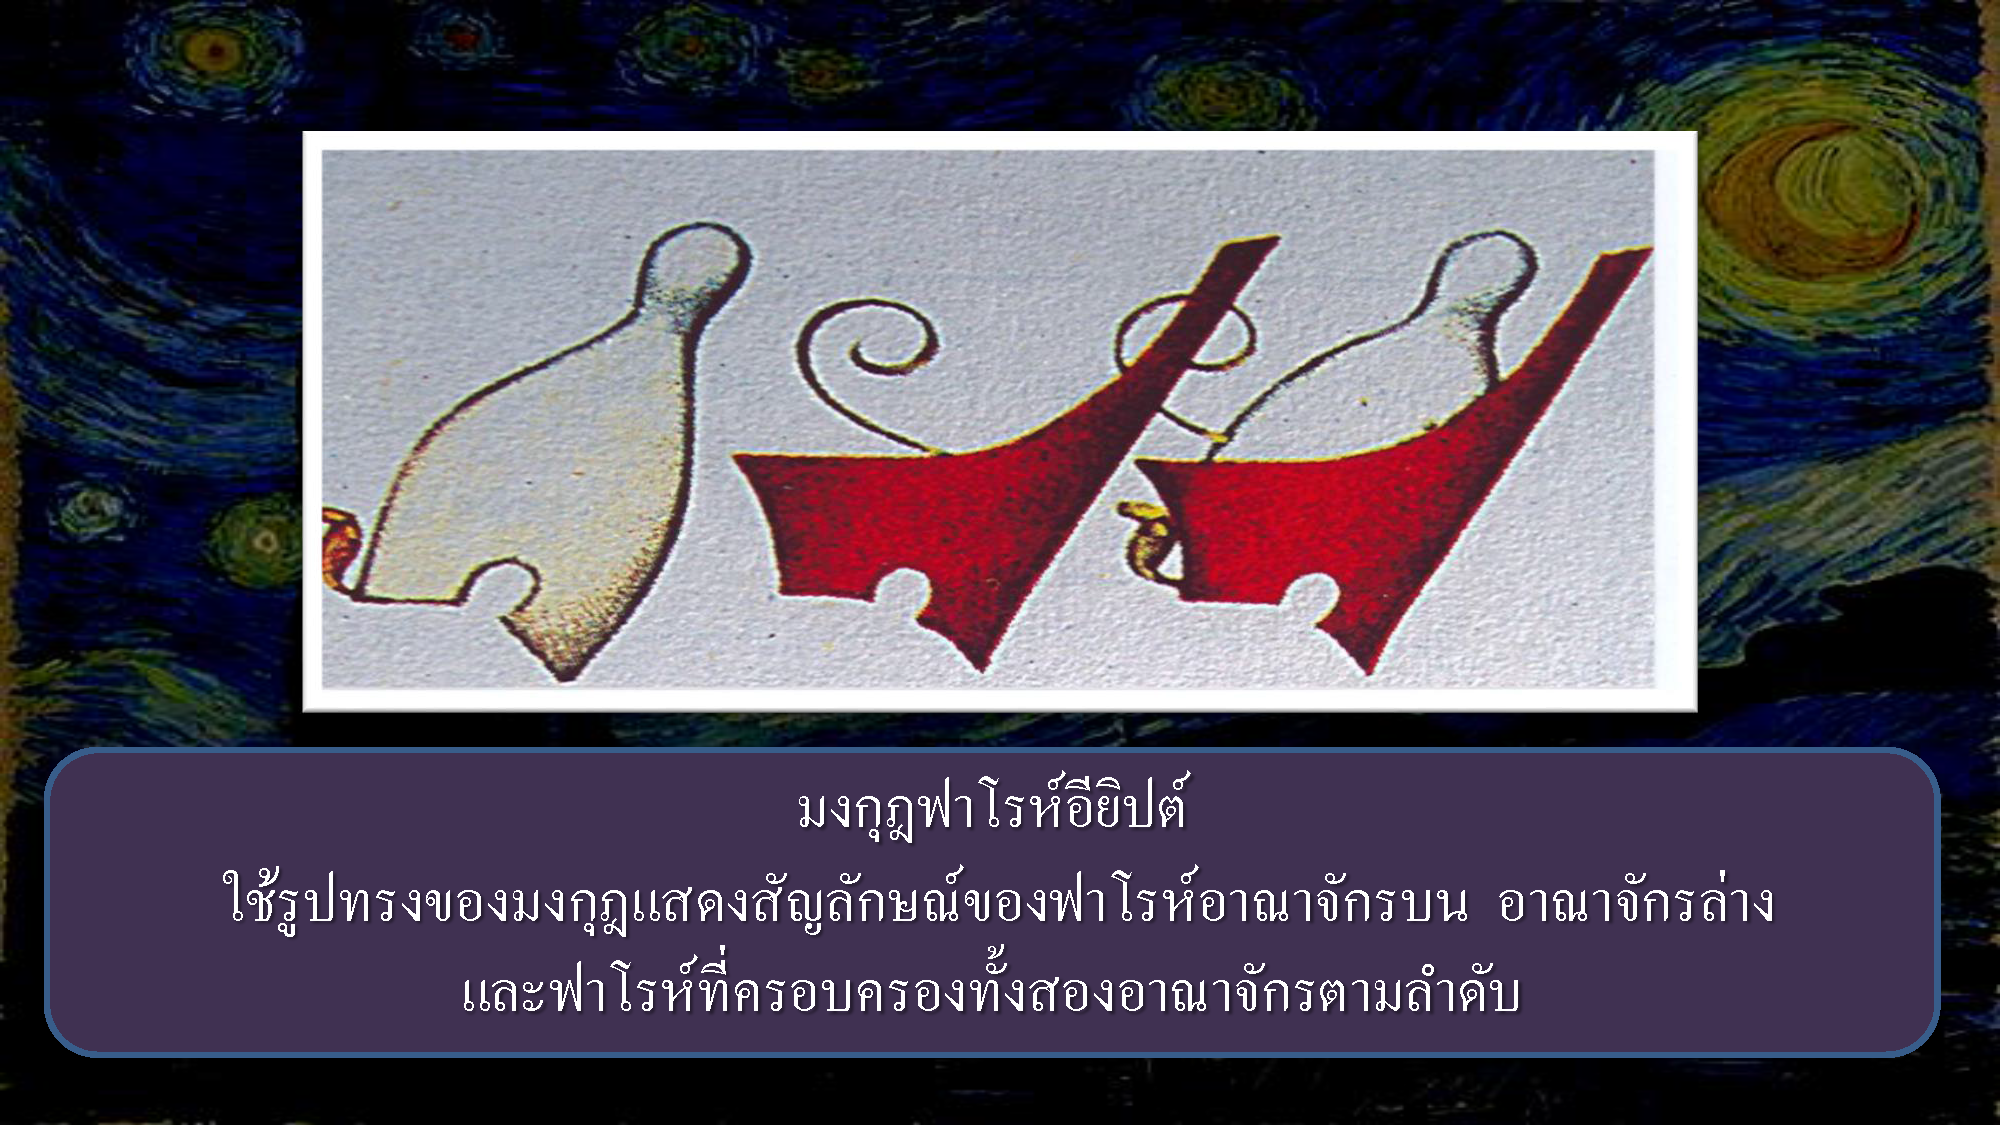 มงกุฎฟาโรห์อียิปต์
ใช้รูปทรงของมงกุฎแสดงสัญลักษณ์ของฟาโรห์อาณาจักรบน อาณาจักรล่าง
และฟาโรห์ที่ครอบครองทั้งสองอาณาจักรตามลำดับ